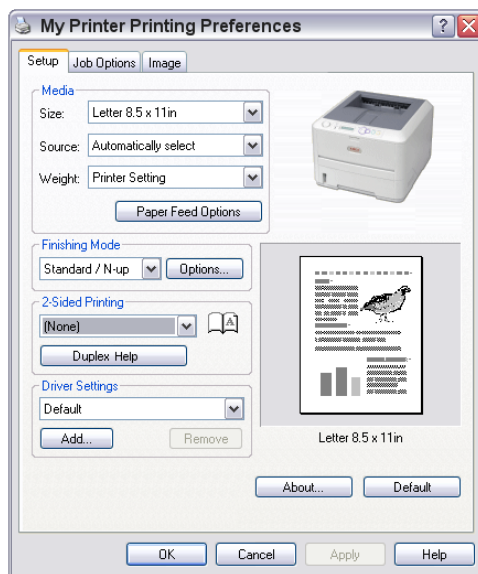 My Printer Printing Preferences
Setup Job Options Image
Media
Size: Letter 8.5 x 11in
Source: Automatically select
Weight: Printer Setting
Paper Feed Options
Finishing Mode
Standard / N-up Options...
2-Sided Printing
(None) A
Duplex Help
Driver Settings
Default
Add... Remove
Letter 8.5 x 11in
About... Default
OK Cancel Apply Help